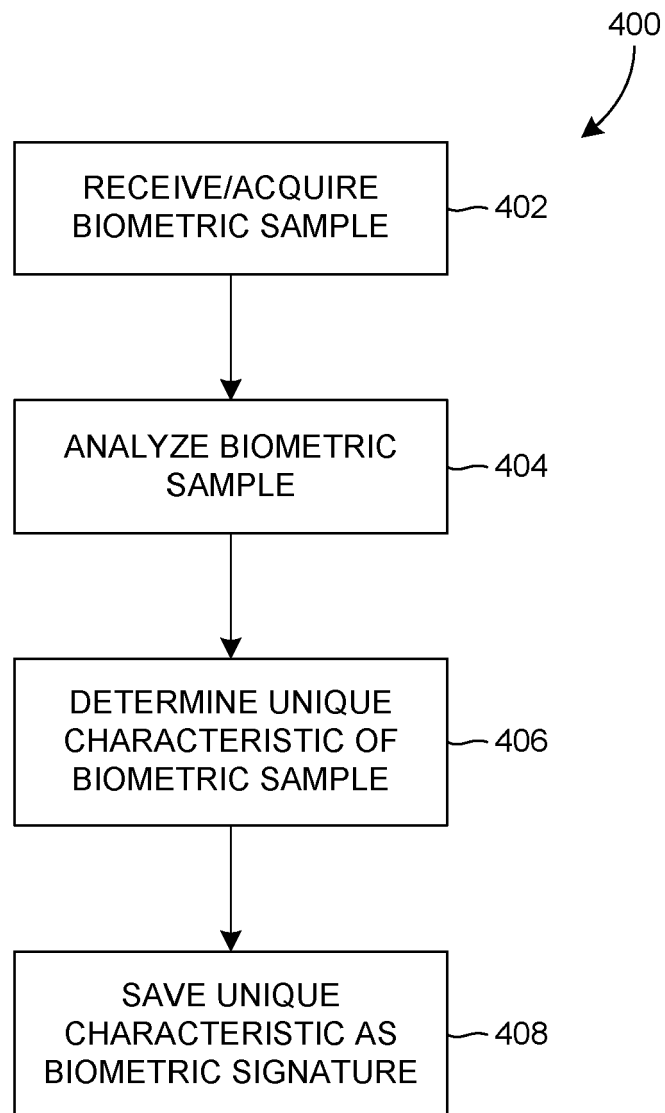 400
RECEIVE/ACQUIRE
BIOMETRIC SAMPLE
402
ANALYZE BIOMETRIC
SAMPLE
404
DETERMINE UNIQUE
CHARACTERISTIC OF
BIOMETRIC SAMPLE
406
SAVE UNIQUE
CHARACTERISTIC AS
BIOMETRIC SIGNATURE
408